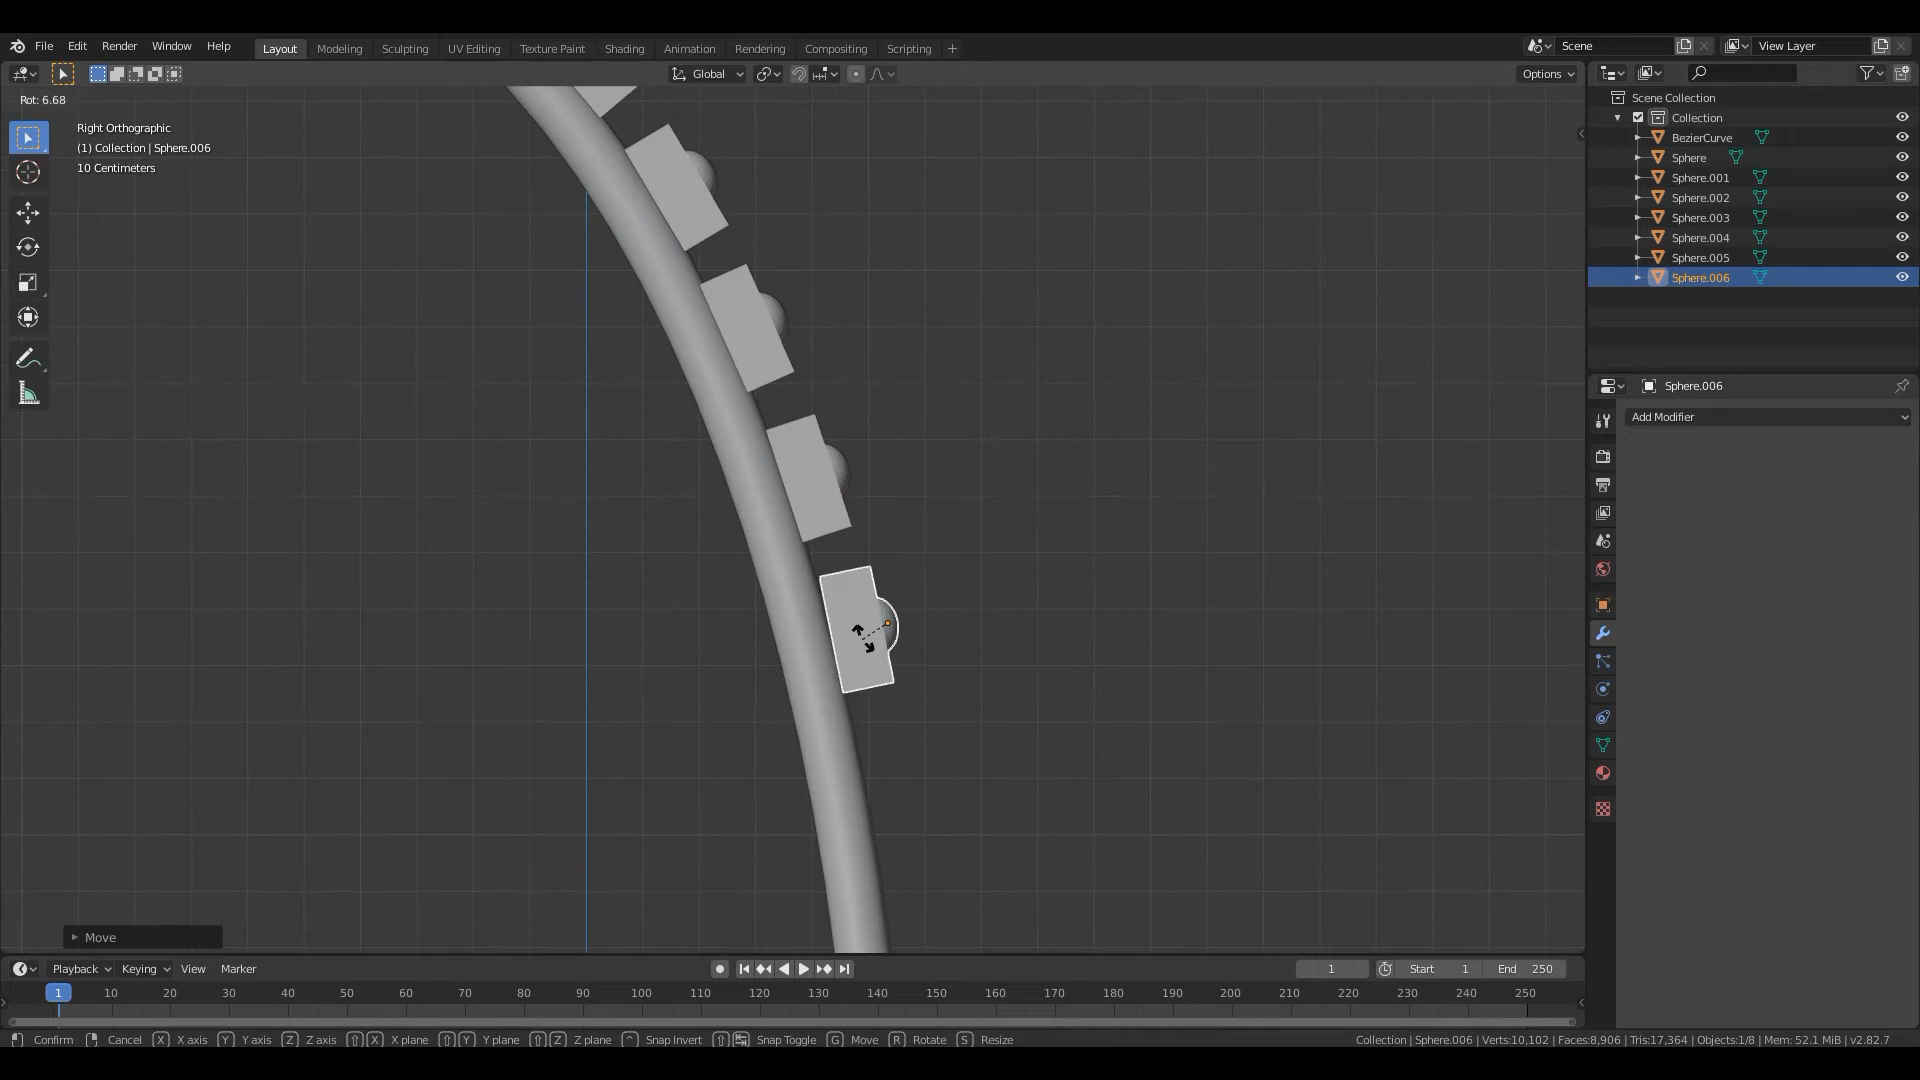 File Edit Render Window Help
Layout Modeling Sculpting UV Editing Texture Paint Shading Animation Rendering Compositing Scripting +
Scene
View Layer
Global
Options
Rot: 6.68
Right Orthographic
(1) Collection | Sphere.006
10 Centimeters
Scene Collection
Collection
BezierCurve
Sphere
Sphere.001
Sphere.002
Sphere.003
Sphere.004
Sphere.005
Sphere.006
Sphere.006
Add Modifier
Move
Playback Keying View Marker
1
Start 1
End 250
1 10 20 30 40 50 60 70 80 90 100 110 120 130 140 150 160 170 180 190 200 210 220 230 240 250
Confirm Cancel X X axis Y Y axis Z Z axis X X plane Y Y plane Z Z plane ^ Snap Invert Snap Toggle G Move R Rotate S Resize
Collection | Sphere.006 | Verts:10,102 | Faces:8,906 | Tris:17,364 | Objects:1/8 | Mem: 52.1 MiB | v2.82.7